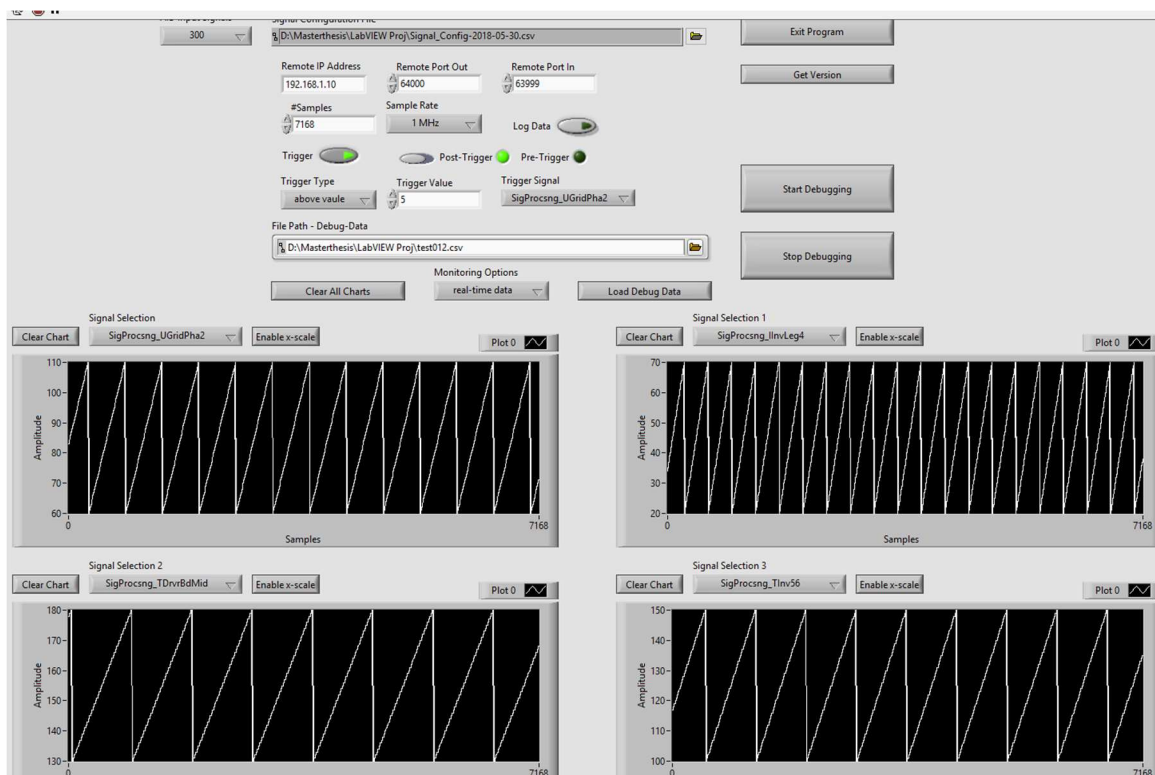 300
Signal Configuration File
D:\Masterthesis\LabVIEW Proj\Signal_Config-2018-05-30.csv
Exit Program
Get Version
Remote IP Address Remote Port Out Remote Port In
192.168.1.10 64000 63999
#Samples Sample Rate
7168 1 MHz Log Data
Trigger Post-Trigger Pre-Trigger
Trigger Type Trigger Value Trigger Signal
above vaule 5 SigProcsng_UGridPha2
Start Debugging
File Path - Debug-Data
D:\Masterthesis\LabVIEW Proj\test012.csv
Stop Debugging
Monitoring Options
Clear All Charts real-time data Load Debug Data
Signal Selection
Clear Chart SigProcsng_UGridPha2 Enable x-scale Plot 0
Amplitude
110
100
90
80
70
60
0 7168
Samples
Signal Selection 1
Clear Chart SigProcsng_IInvLeg4 Enable x-scale Plot 0
Amplitude
70
60
50
40
30
20
0 7168
Samples
Signal Selection 2
Clear Chart SigProcsng_TDrvrBdMid Enable x-scale Plot 0
Amplitude
180
170
160
150
140
130
0 7168
Signal Selection 3
Clear Chart SigProcsng_TInv56 Enable x-scale Plot 0
Amplitude
150
140
130
120
110
100
0 7168